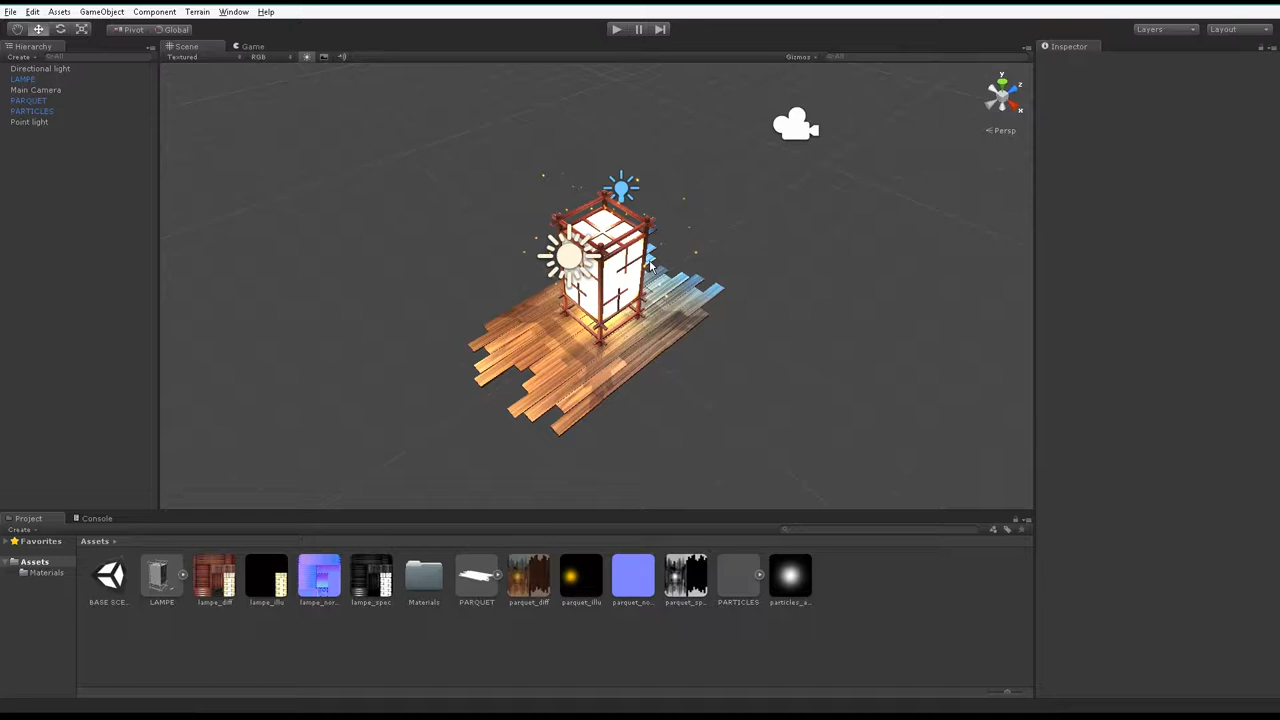 File Edit Assets GameObject Component Terrain Window Help
Pivot Global Layers Layout
Hierarchy Scene Game Inspector
Create All Textured RGB Gizmos All
Directional light
LAMPE
Main Camera
PARQUET
PARTICLES
Point light
y
z
x
Persp
Project Console
Create
Favorites Assets
Assets
Materials
BASE SCE... LAMPE lampe_diff lampe_illu lampe_nor... lampe_spec Materials PARQUET parquet_diff parquet_illu parquet_no... parquet_sp... PARTICLES particles_a...